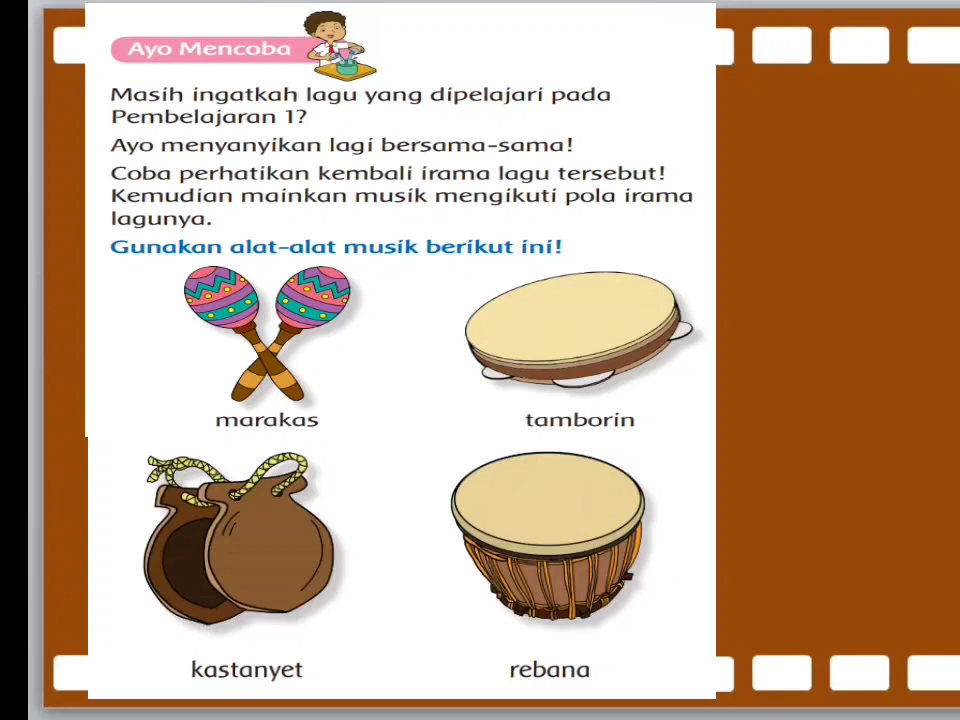 Ayo Mencoba
Masih ingatkah lagu yang dipelajari pada
Pembelajaran 1?
Ayo menyanyikan lagi bersama-sama!
Coba perhatikan kembali irama lagu tersebut!
Kemudian mainkan musik mengikuti pola irama
lagunya.
Gunakan alat-alat musik berikut ini!
marakas
tamborin
kastanyet
rebana